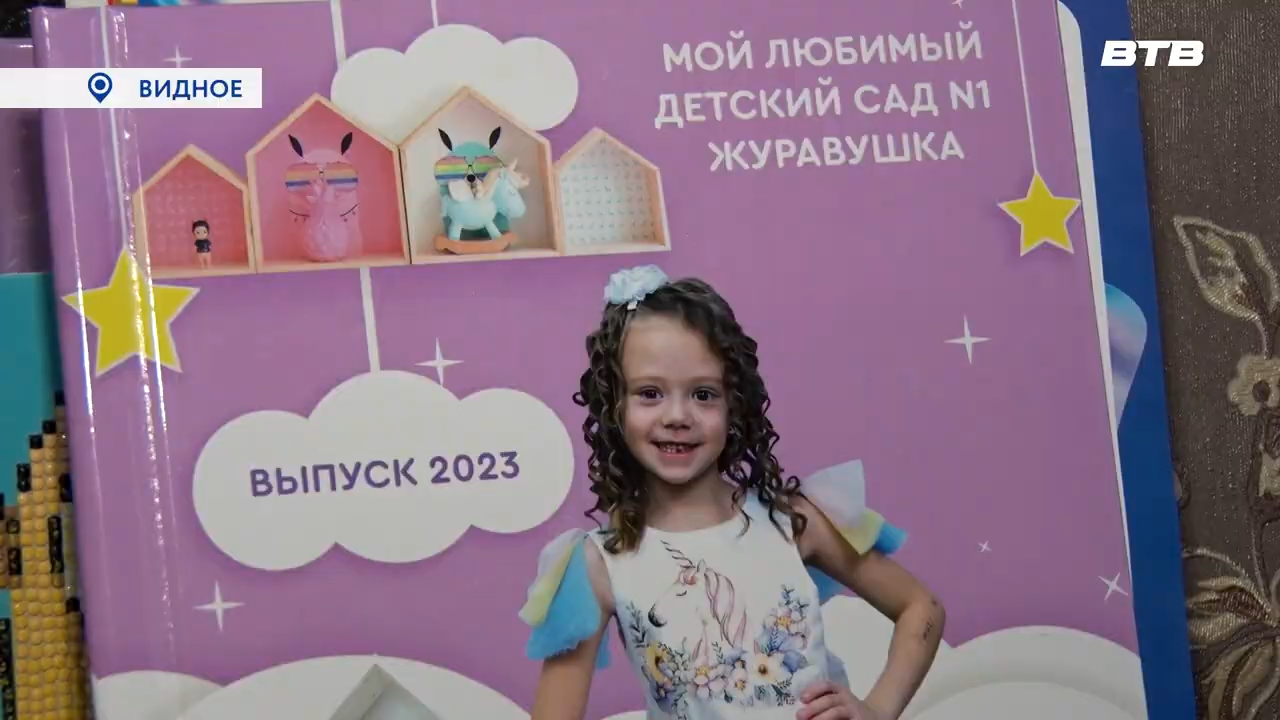 ВТВ
ВИДНОЕ
МОЙ ЛЮБИМЫЙ
ДЕТСКИЙ САД N1
ЖУРАВУШКА
ВЫПУСК 2023